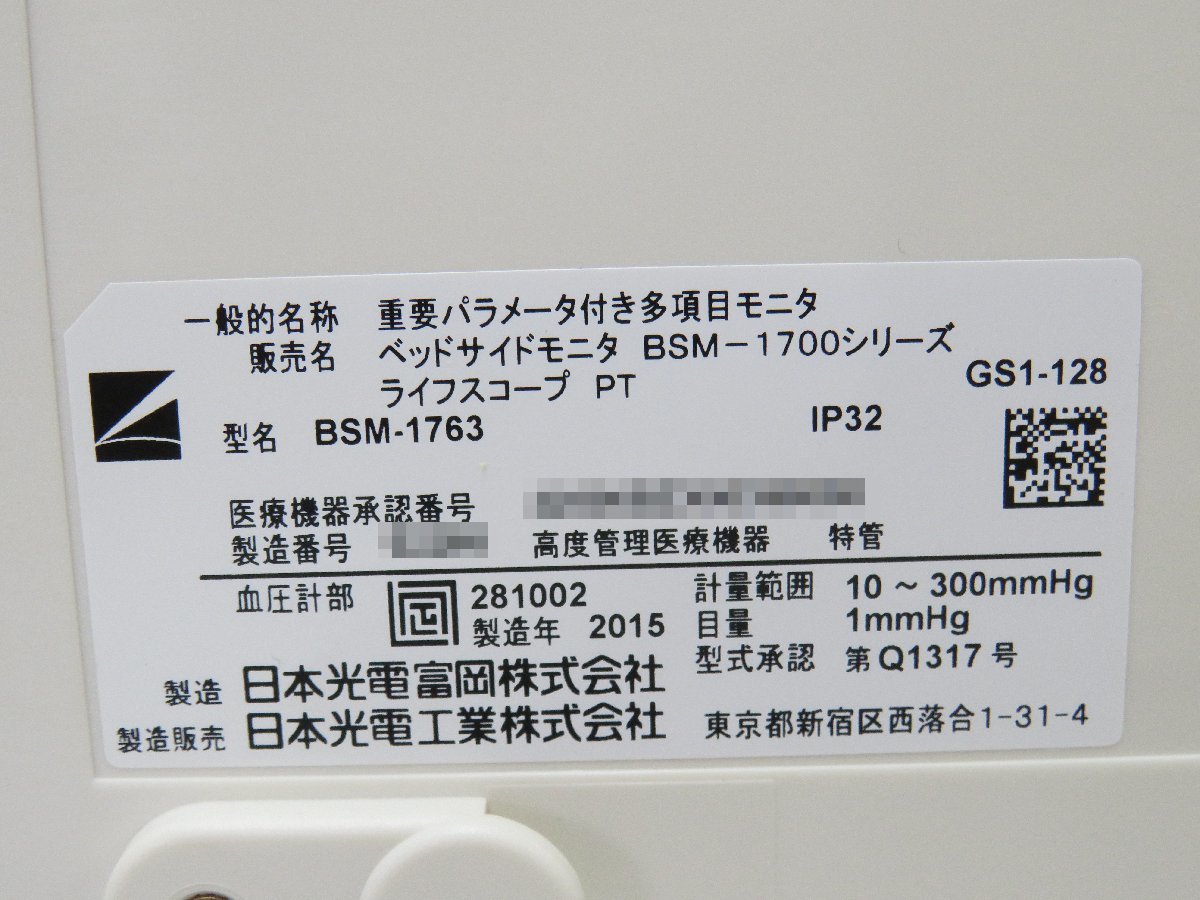 一般的名称 重要パラメータ付き多項目モニタ
販売名 ベッドサイドモニタ BSM-1700シリーズ
ライフスコープ PT
GS1-128
型名 BSM-1763 IP32
医療機器承認番号
製造番号 高度管理医療機器 特管
血圧計部 281002 計量範囲 10 ~ 300mmHg
製造年 2015 目量 1mmHg
型式承認 第Q1317号
製造 日本光電富岡株式会社
製造販売 日本光電工業株式会社 東京都新宿区西落合1-31-4